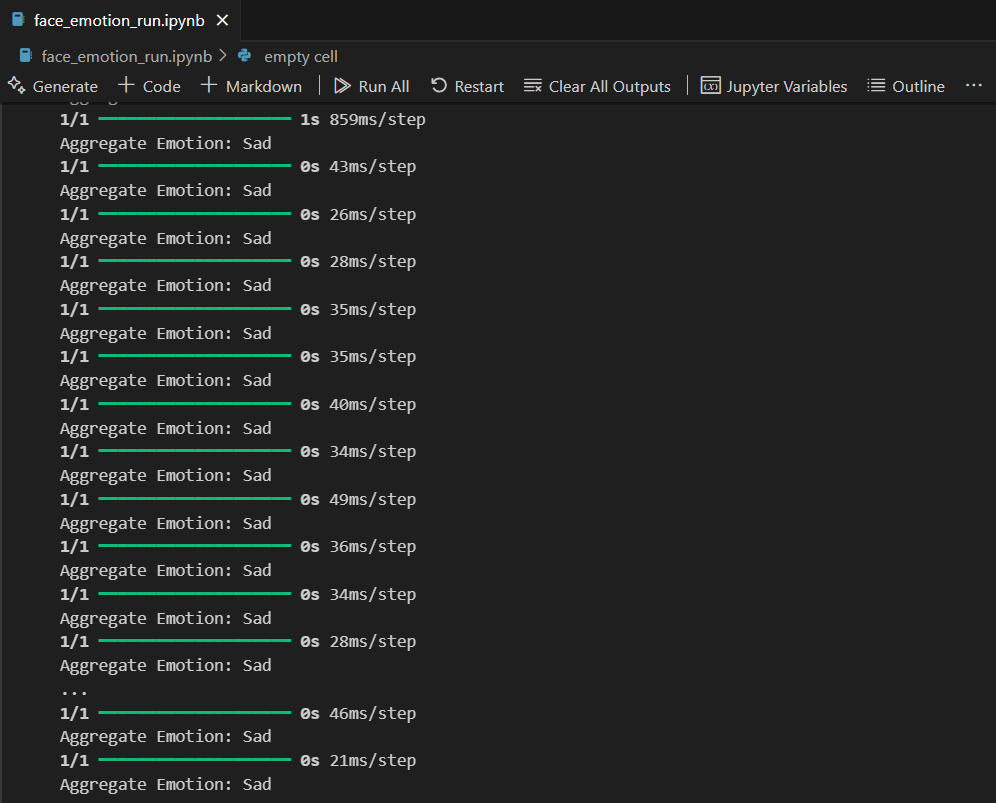 face_emotion_run.ipynb
face_emotion_run.ipynb > empty cell
Generate + Code + Markdown | Run All Restart Clear All Outputs | Jupyter Variables Outline ...
1/1 1s 859ms/step
Aggregate Emotion: Sad
1/1 0s 43ms/step
Aggregate Emotion: Sad
1/1 0s 26ms/step
Aggregate Emotion: Sad
1/1 0s 28ms/step
Aggregate Emotion: Sad
1/1 0s 35ms/step
Aggregate Emotion: Sad
1/1 0s 35ms/step
Aggregate Emotion: Sad
1/1 0s 40ms/step
Aggregate Emotion: Sad
1/1 0s 34ms/step
Aggregate Emotion: Sad
1/1 0s 49ms/step
Aggregate Emotion: Sad
1/1 0s 36ms/step
Aggregate Emotion: Sad
1/1 0s 34ms/step
Aggregate Emotion: Sad
1/1 0s 28ms/step
Aggregate Emotion: Sad
...
1/1 0s 46ms/step
Aggregate Emotion: Sad
1/1 0s 21ms/step
Aggregate Emotion: Sad